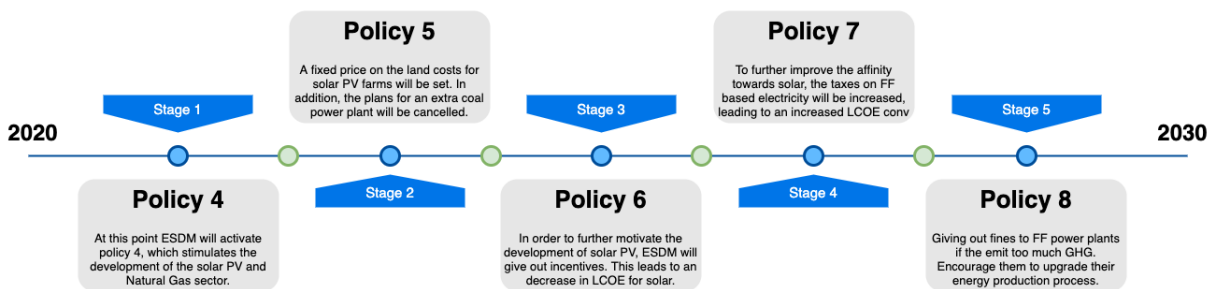 2020
Stage 1
Policy 4
At this point ESDM will activate
policy 4, which stimulates the
development of the solar PV and
Natural Gas sector.
Policy 5
A fixed price on the land costs for
solar PV farms will be set. In
addition, the plans for an extra coal
power plant will be cancelled.
Stage 2
Stage 3
Policy 6
In order to further motivate the
development of solar PV, ESDM will
give out incentives. This leads to an
decrease in LCOE for solar.
Policy 7
To further improve the affinity
towards solar, the taxes on FF
based electricity will be increased,
leading to an increased LCOE conv
Stage 4
Stage 5
Policy 8
Giving out fines to FF power plants
if the emit too much GHG.
Encourage them to upgrade their
energy production process.
2030